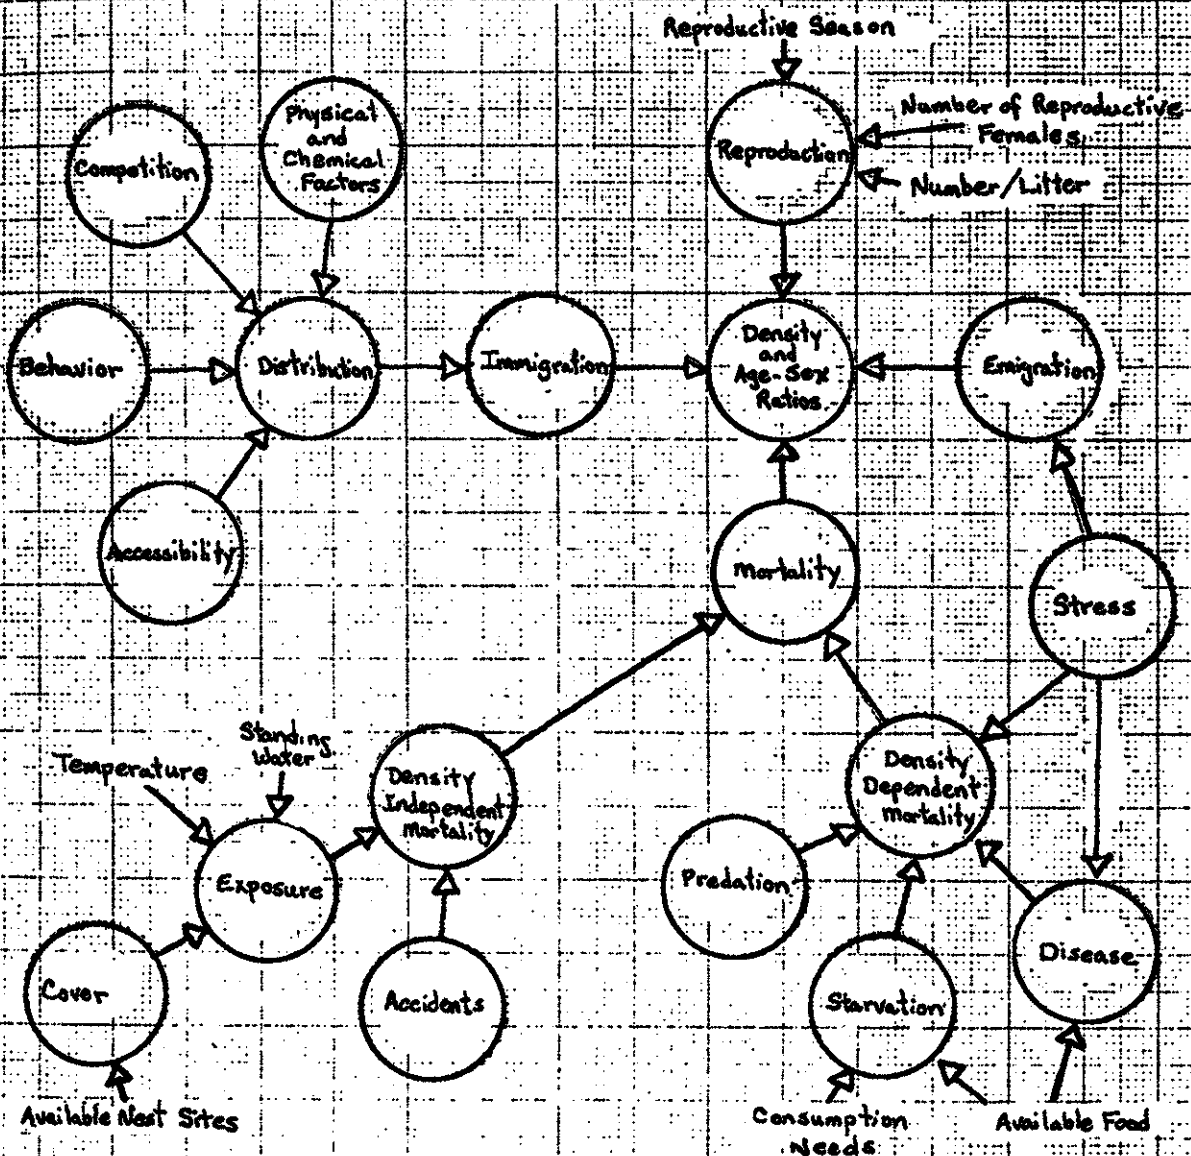 Reproductive Season
Physical
and
Chemical
Factors
Competition
Number of Reproductive
Females
Reproduction
Number/Litter
Behavior
Distribution
Immigration
Density
and
Age-Sex
Ratios
Emigration
Accessibility
Mortality
Stress
Standing
Water
Temperature
Density
Independent
Mortality
Density
Dependent
Mortality
Exposure
Predation
Cover
Accidents
Starvation
Disease
Available Nest Sites
Consumption
Needs
Available Food